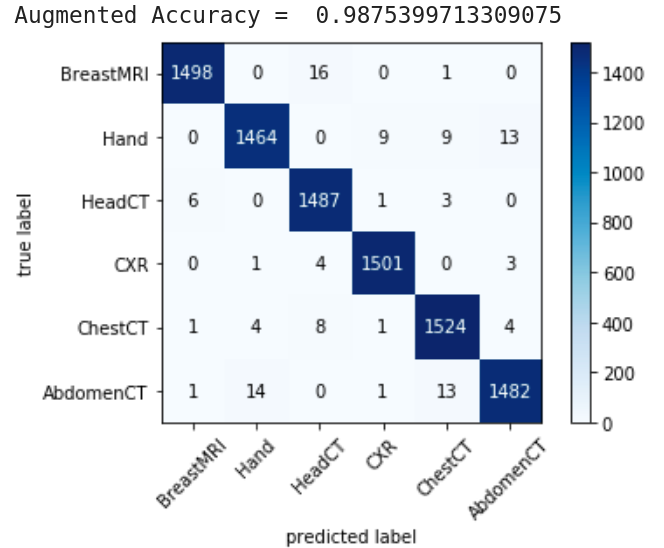 Augmented Accuracy =  0.9875399713309075
BreastMRI 1498 0 16 0 1 0
Hand 0 1464 0 9 9 13
HeadCT 6 0 1487 1 3 0
CXR 0 1 4 1501 0 3
ChestCT 1 4 8 1 1524 4
AbdomenCT 1 14 0 1 13 1482
true label
BreastMRI Hand HeadCT CXR ChestCT AbdomenCT
predicted label
1400
1200
1000
800
600
400
200
0